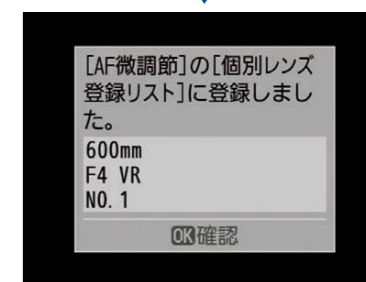 [AF微調節]の[個別レンズ
登録リスト]に登録しまし
た。
600mm
F4 VR
NO. 1
OK確認